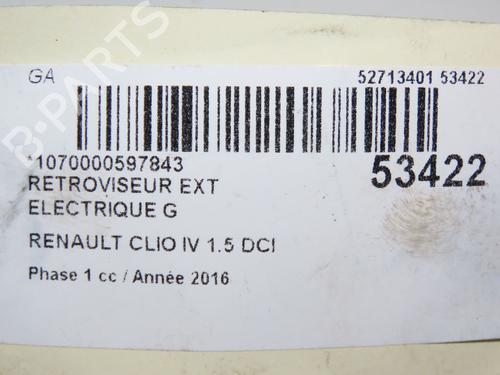 GA
52713401 53422
*1070000597843
53422
RETROVISEUR EXT
ELECTRIQUE G
RENAULT CLIO IV 1.5 DCI
Phase 1 cc / Année 2016
B-PARTS